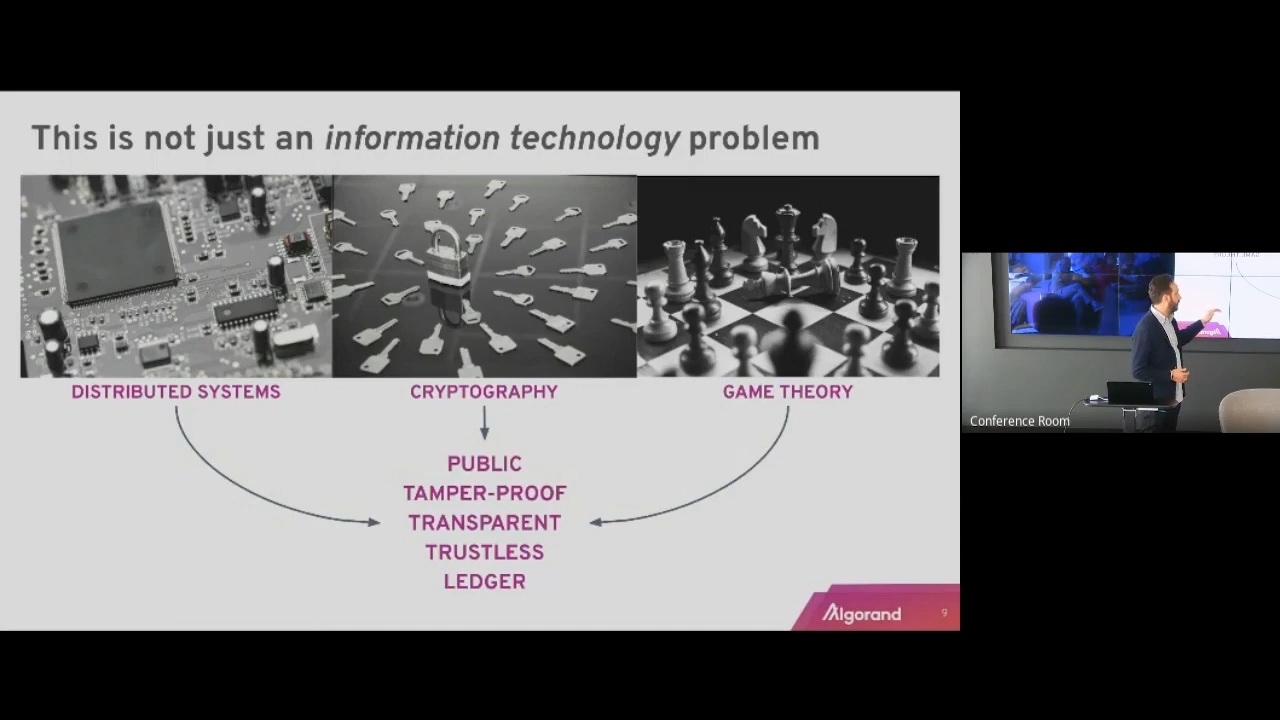 This is not just an information technology problem
DISTRIBUTED SYSTEMS
CRYPTOGRAPHY
GAME THEORY
PUBLIC
TAMPER-PROOF
TRANSPARENT
TRUSTLESS
LEDGER
Algorand
9
Conference Room